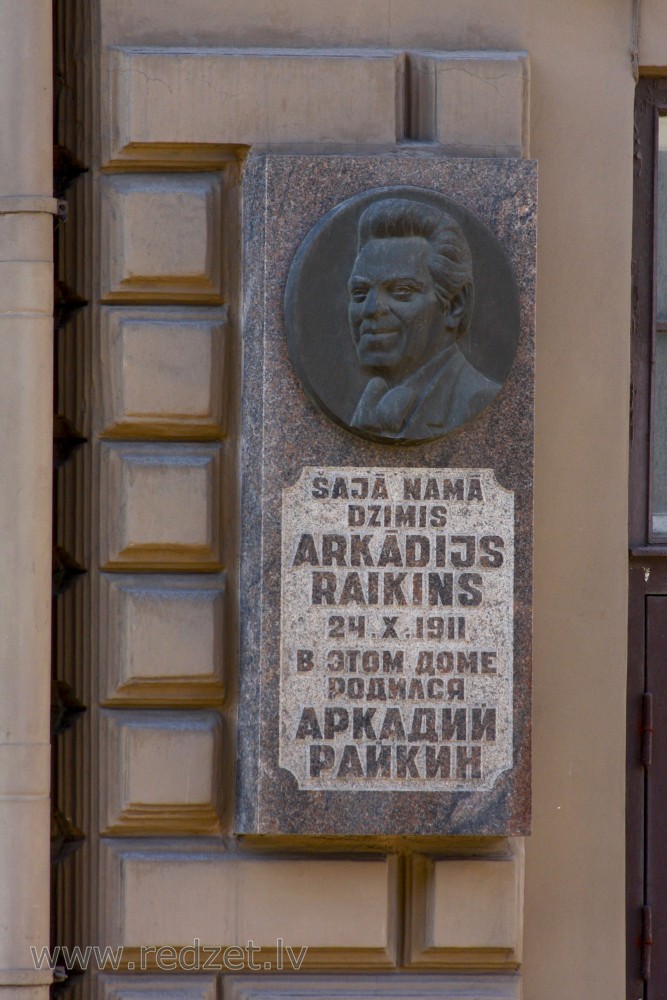 ŠAJĀ NAMĀ
DZIMIS
ARKĀDIJS
RAIKINS
24.X.1911
В ЭТОМ ДОМЕ
РОДИЛСЯ
АРКАДИЙ
РАЙКИН
www.redzet.lv